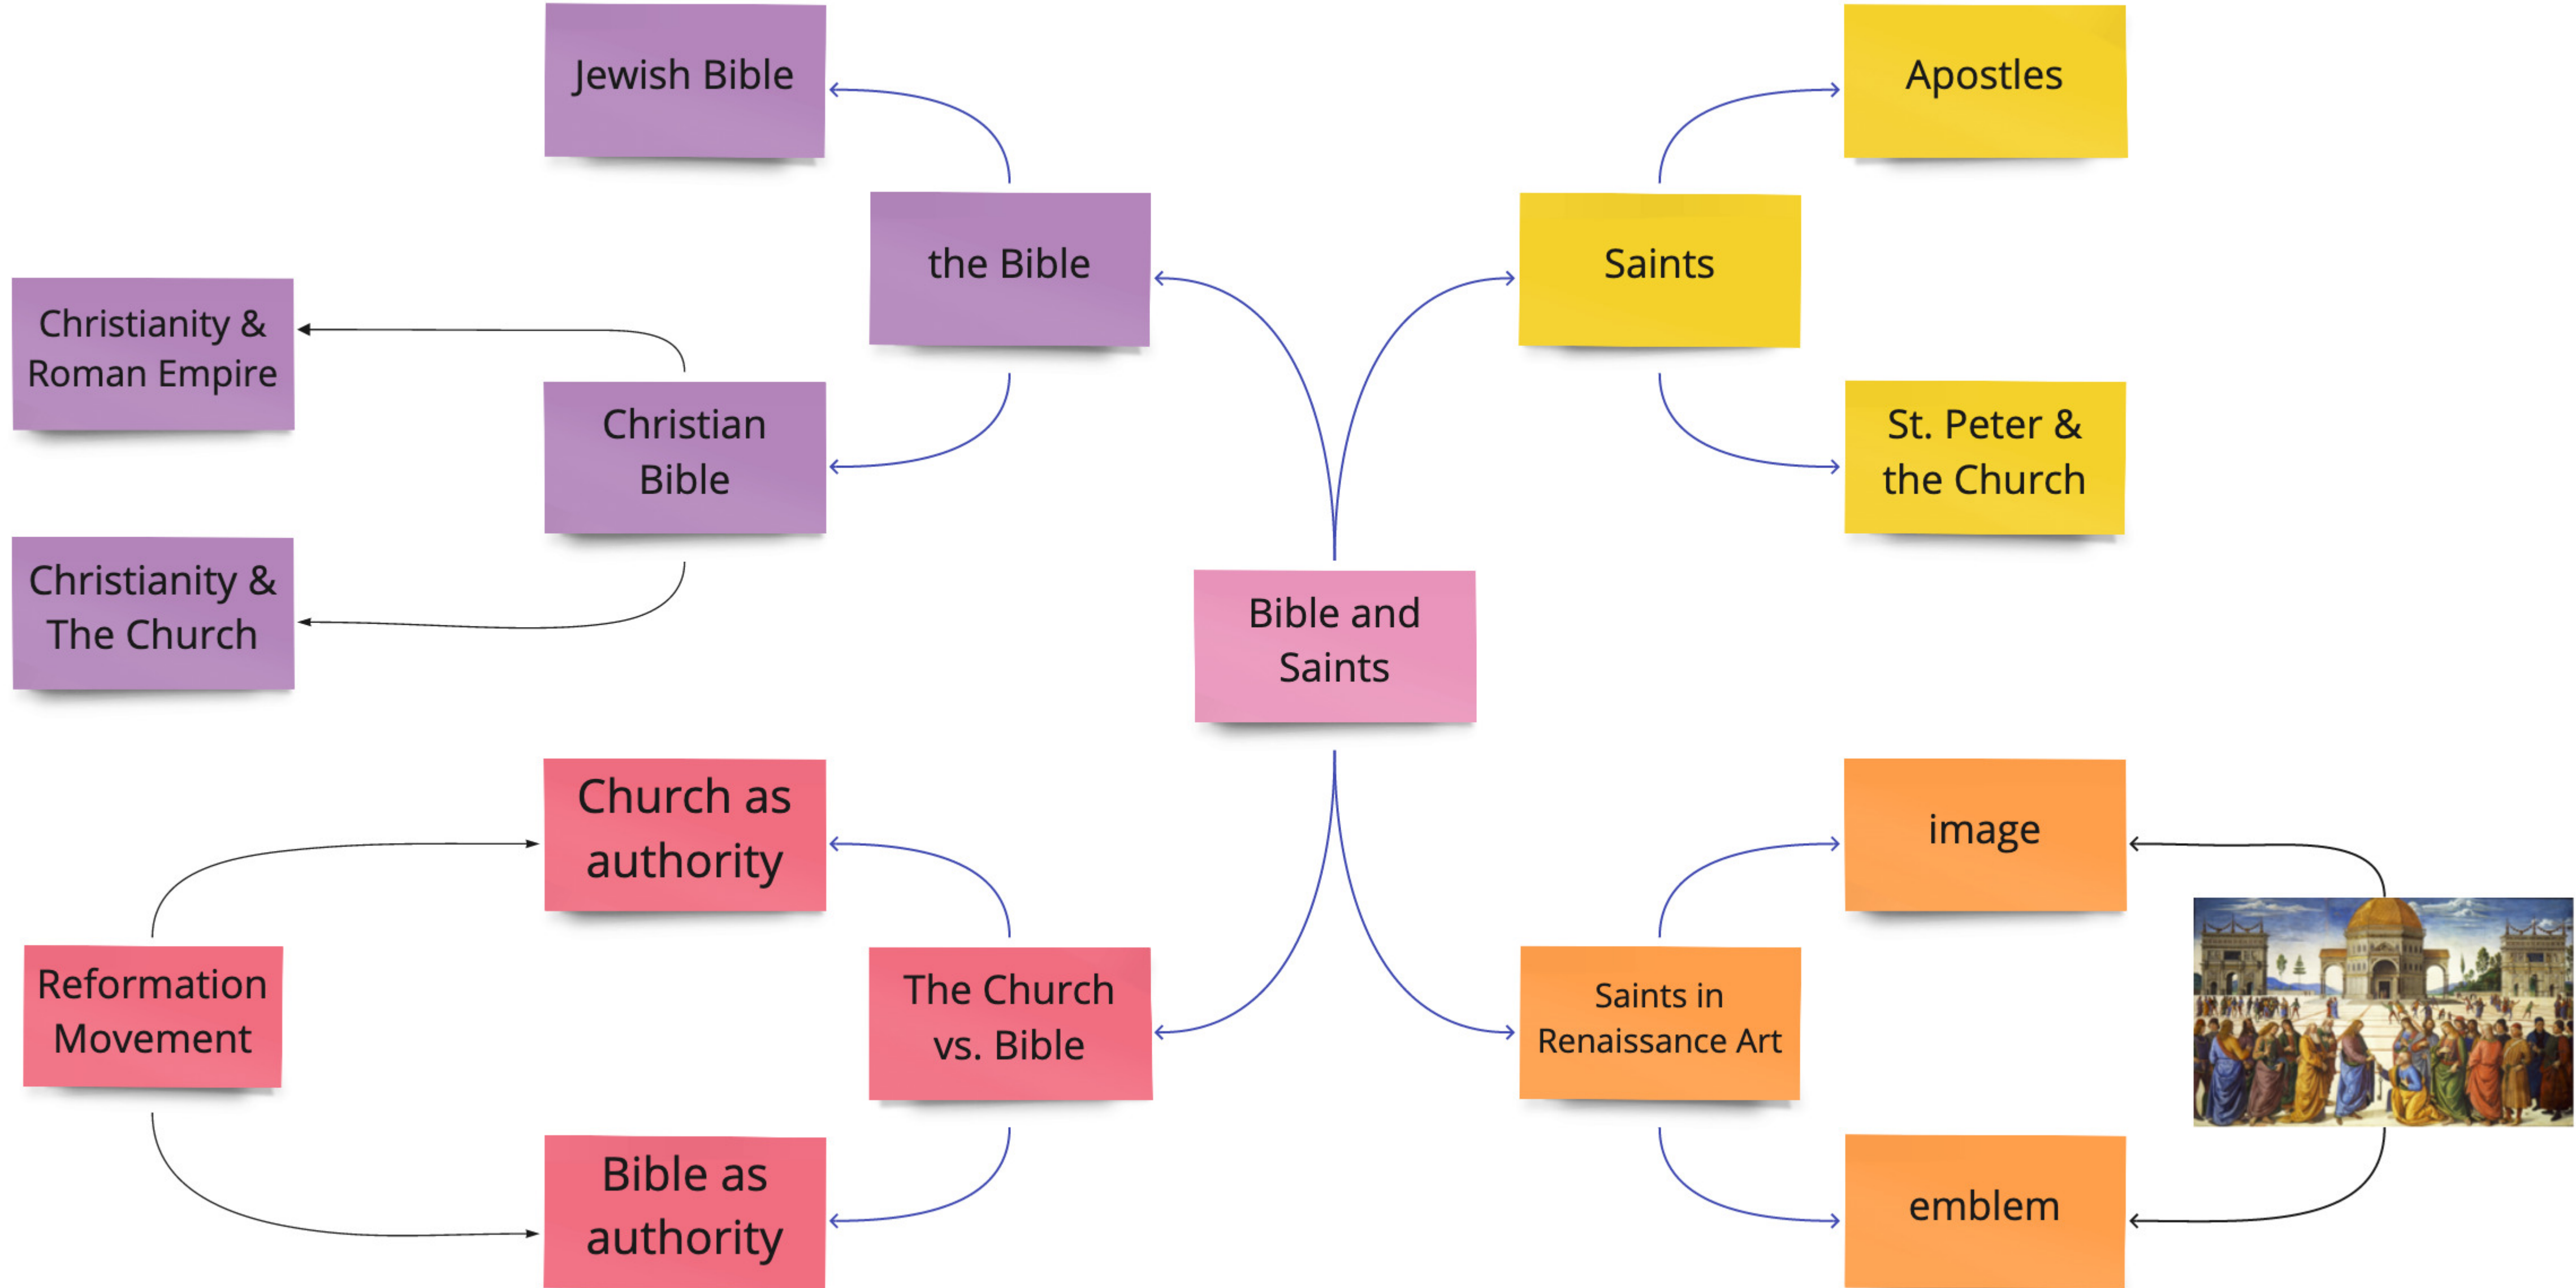 Jewish Bible
the Bible
Christianity &
Roman Empire
Christian
Bible
Christianity &
The Church
Apostles
Saints
St. Peter &
the Church
Bible and
Saints
Church as
authority
Reformation
Movement
The Church
vs. Bible
Bible as
authority
image
Saints in
Renaissance Art
emblem